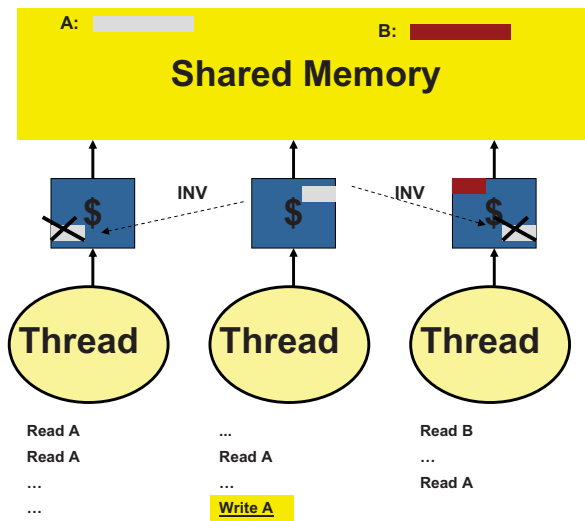 A:
B:
Shared Memory
INV
INV
$
$
$
Thread
Thread
Thread
Read A
...
Read B
Read A
Read A
…
…
…
Read A
…
Write A